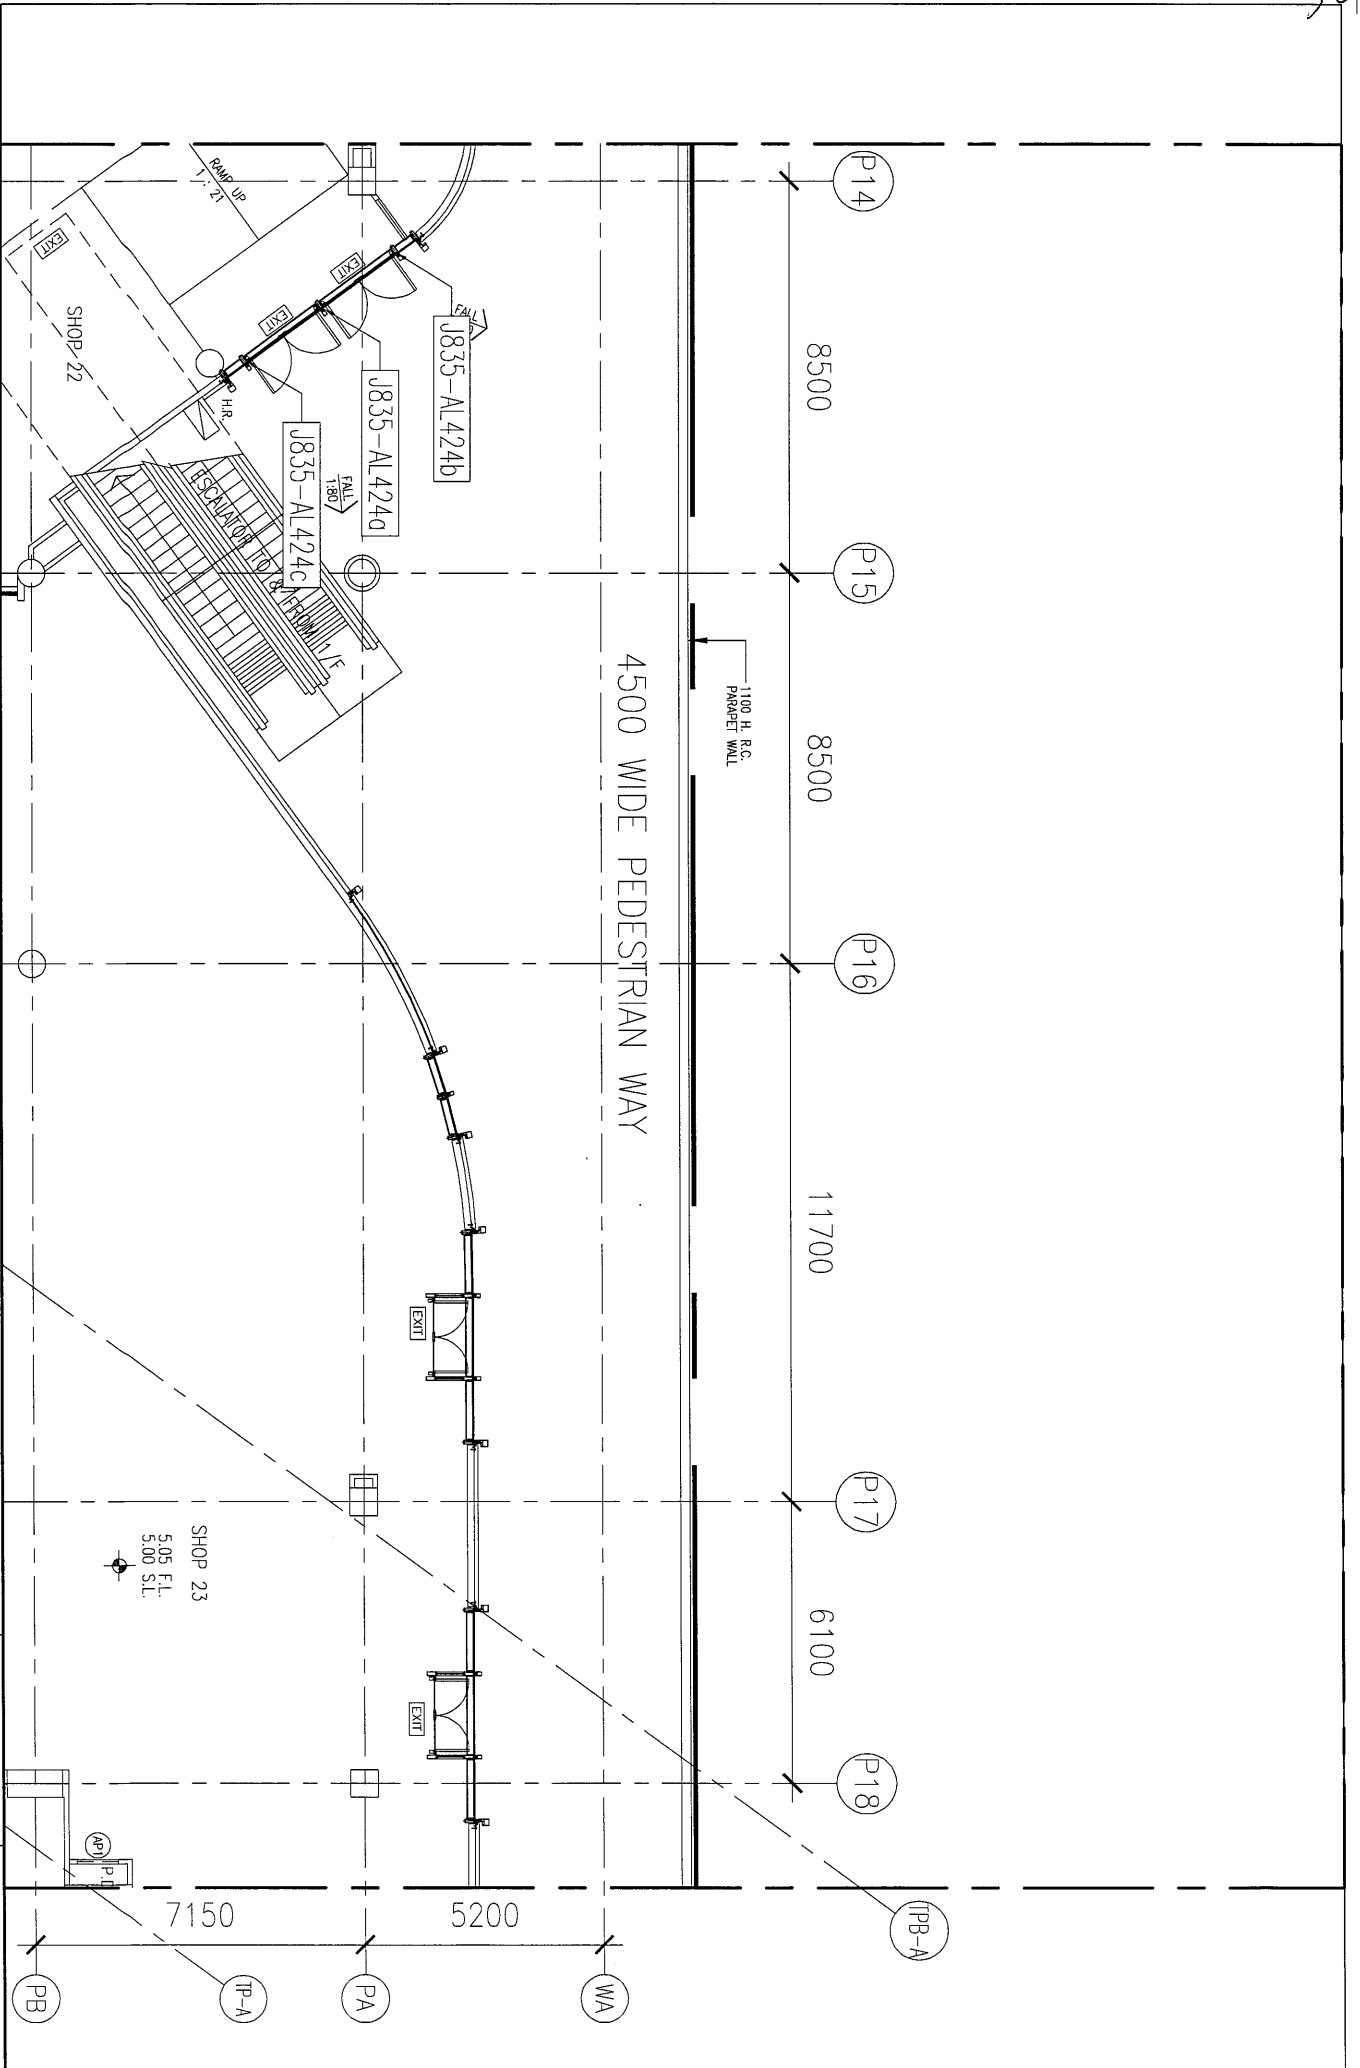 P14
P15
P16
P17
P18
8500
8500
11700
6100
1100 H. R.C.
PARAPET WALL
4500 WIDE PEDESTRIAN WAY
FALL
J835-AL424b
J835-AL424a
J835-AL424c
FALL
1:80
RAMP UP
1 : 21
EXIT
EXIT
EXIT
SHOP 22
H.R.
ESCALATOR TO & FROM 1/F
EXIT
EXIT
SHOP 23
5.05 F.L.
5.00 S.L.
AP1
P.D
7150
5200
TPB-A
WA
PA
TP-A
PB